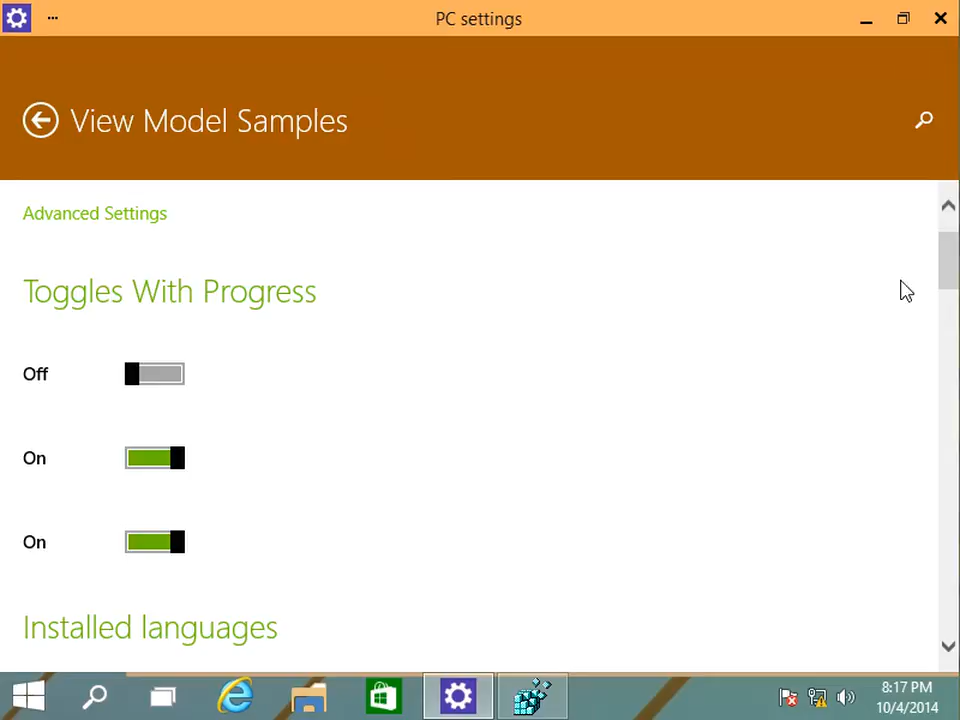 PC settings
View Model Samples
Advanced Settings
Toggles With Progress
Off
On
On
Installed languages
8:17 PM
10/4/2014